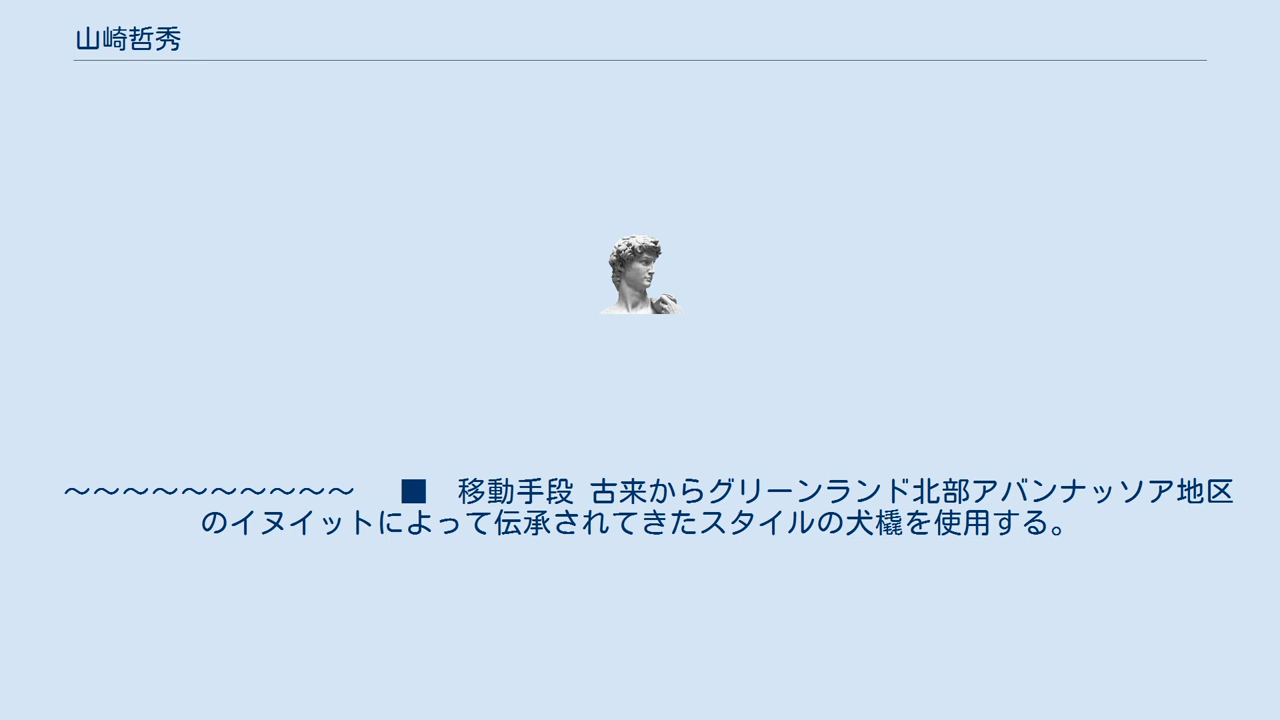 山崎哲秀
～～～～～～～～～～　■　移動手段 古来からグリーンランド北部アバンナッソア地区
のイヌイットによって伝承されてきたスタイルの犬橇を使用する。